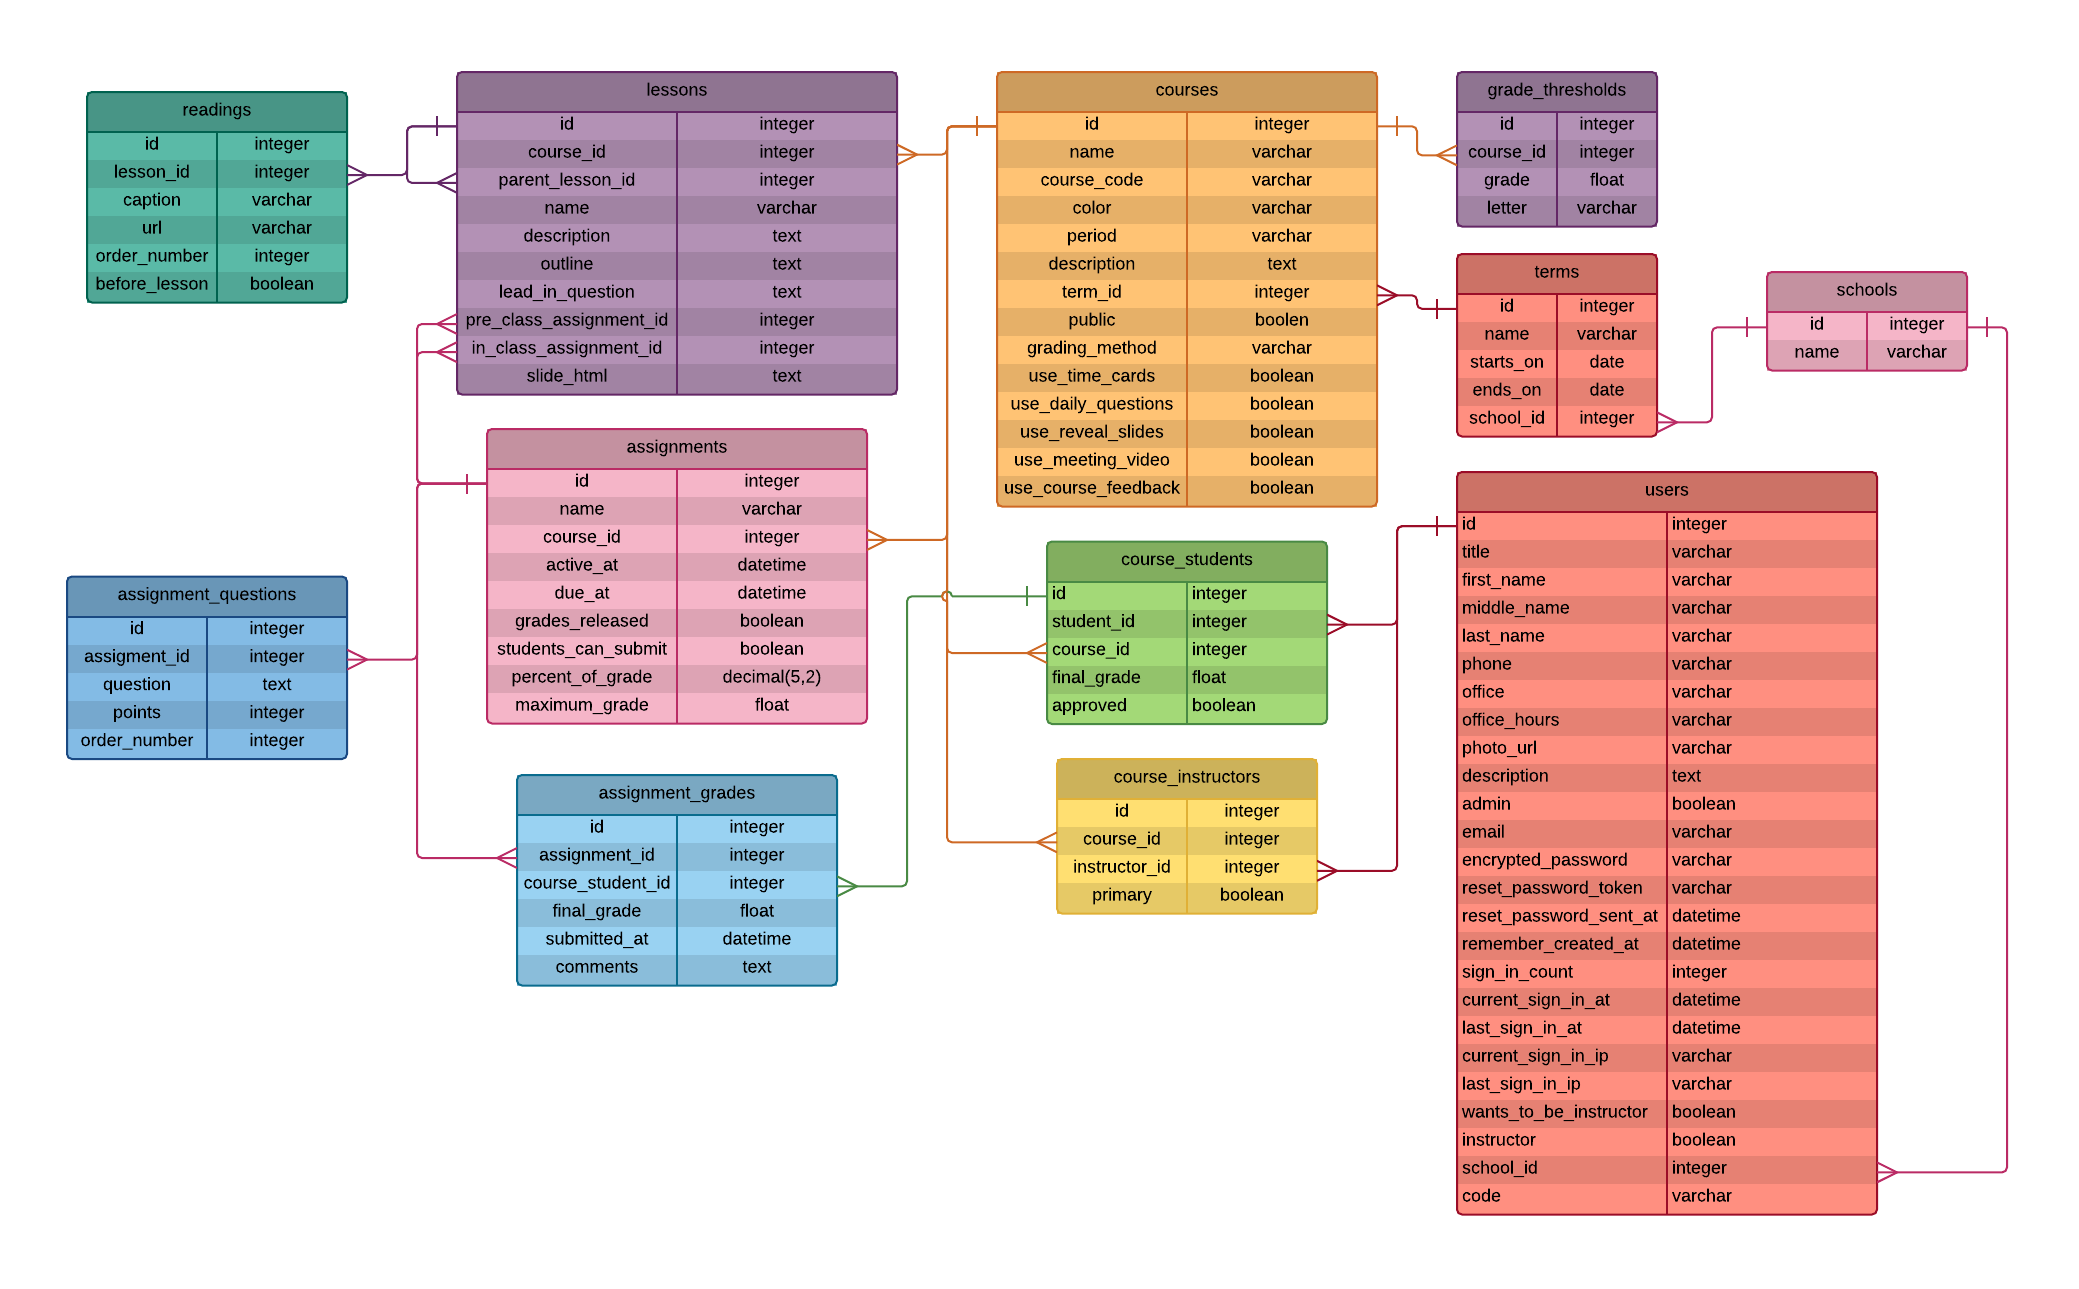 readings
id integer
lesson_id integer
caption varchar
url varchar
order_number integer
before_lesson boolean
lessons
id integer
course_id integer
parent_lesson_id integer
name varchar
description text
outline text
lead_in_question text
pre_class_assignment_id integer
in_class_assignment_id integer
slide_html text
courses
id integer
name varchar
course_code varchar
color varchar
period varchar
description text
term_id integer
public boolen
grading_method varchar
use_time_cards boolean
use_daily_questions boolean
use_reveal_slides boolean
use_meeting_video boolean
use_course_feedback boolean
grade_thresholds
id integer
course_id integer
grade float
letter varchar
terms
id integer
name varchar
starts_on date
ends_on date
school_id integer
schools
id integer
name varchar
assignments
id integer
name varchar
course_id integer
active_at datetime
due_at datetime
grades_released boolean
students_can_submit boolean
percent_of_grade decimal(5,2)
maximum_grade float
assignment_questions
id integer
assigment_id integer
question text
points integer
order_number integer
assignment_grades
id integer
assignment_id integer
course_student_id integer
final_grade float
submitted_at datetime
comments text
course_students
id integer
student_id integer
course_id integer
final_grade float
approved boolean
course_instructors
id integer
course_id integer
instructor_id integer
primary boolean
users
id integer
title varchar
first_name varchar
middle_name varchar
last_name varchar
phone varchar
office varchar
office_hours varchar
photo_url varchar
description text
admin boolean
email varchar
encrypted_password varchar
reset_password_token varchar
reset_password_sent_at datetime
remember_created_at datetime
sign_in_count integer
current_sign_in_at datetime
last_sign_in_at datetime
current_sign_in_ip varchar
last_sign_in_ip varchar
wants_to_be_instructor boolean
instructor boolean
school_id integer
code varchar